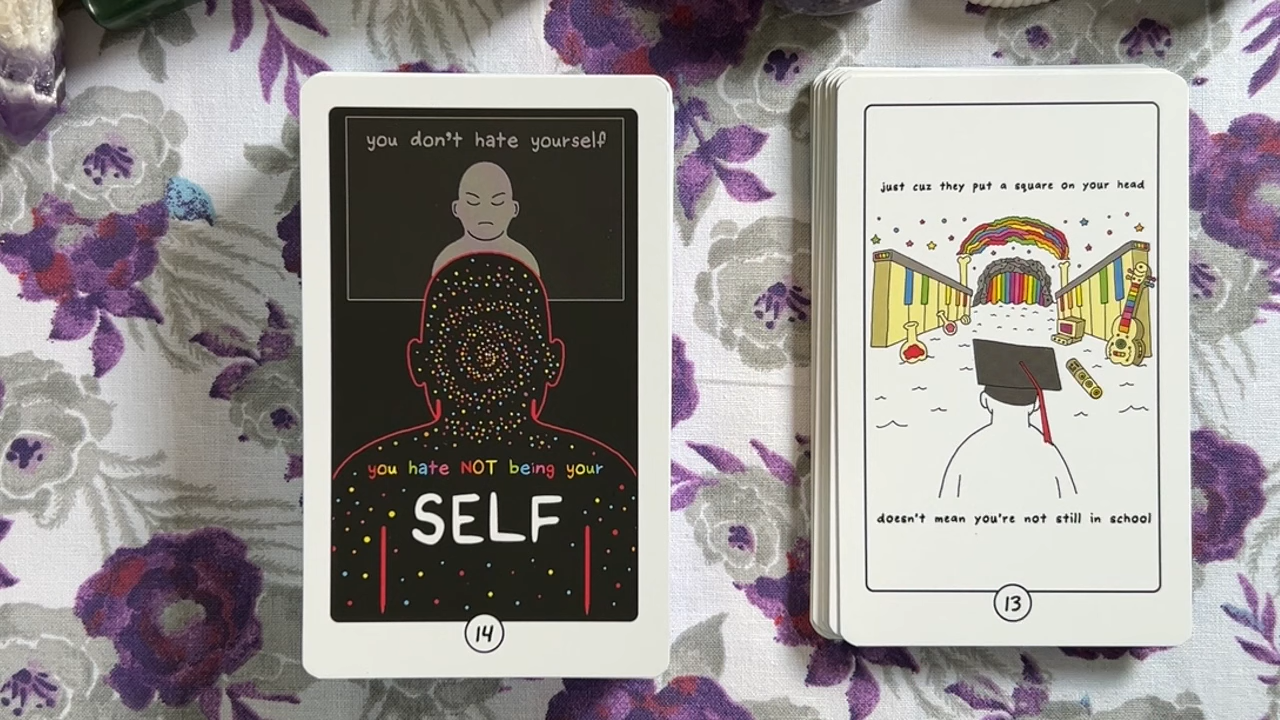 you don't hate yourself
you hate NOT being your
SELF
14
just cuz they put a square on your head
doesn't mean you're not still in school
13